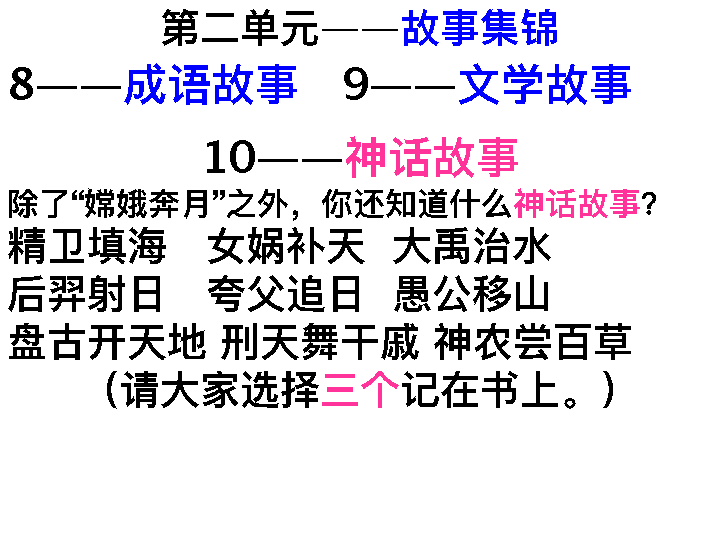 第二单元——故事集锦
8——成语故事 9——文学故事
10——神话故事
除了“嫦娥奔月”之外，你还知道什么神话故事？
精卫填海 女娲补天 大禹治水
后羿射日 夸父追日 愚公移山
盘古开天地 刑天舞干戚 神农尝百草
（请大家选择三个记在书上。）